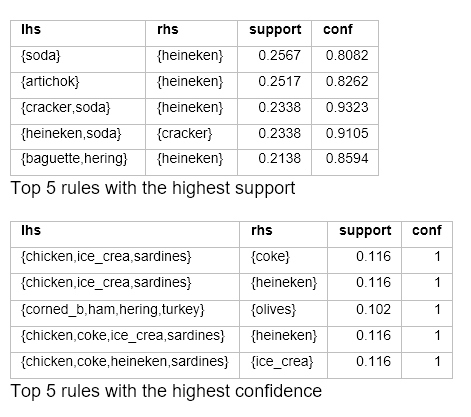 lhs rhs support conf
{soda} {heineken} 0.2567 0.8082
{artichok} {heineken} 0.2517 0.8262
{cracker,soda} {heineken} 0.2338 0.9323
{heineken,soda} {cracker} 0.2338 0.9105
{baguette,hering} {heineken} 0.2138 0.8594
Top 5 rules with the highest support
lhs rhs support conf
{chicken,ice_crea,sardines} {coke} 0.116 1
{chicken,ice_crea,sardines} {heineken} 0.116 1
{corned_b,ham,hering,turkey} {olives} 0.102 1
{chicken,coke,ice_crea,sardines} {heineken} 0.116 1
{chicken,coke,heineken,sardines} {ice_crea} 0.116 1
Top 5 rules with the highest confidence